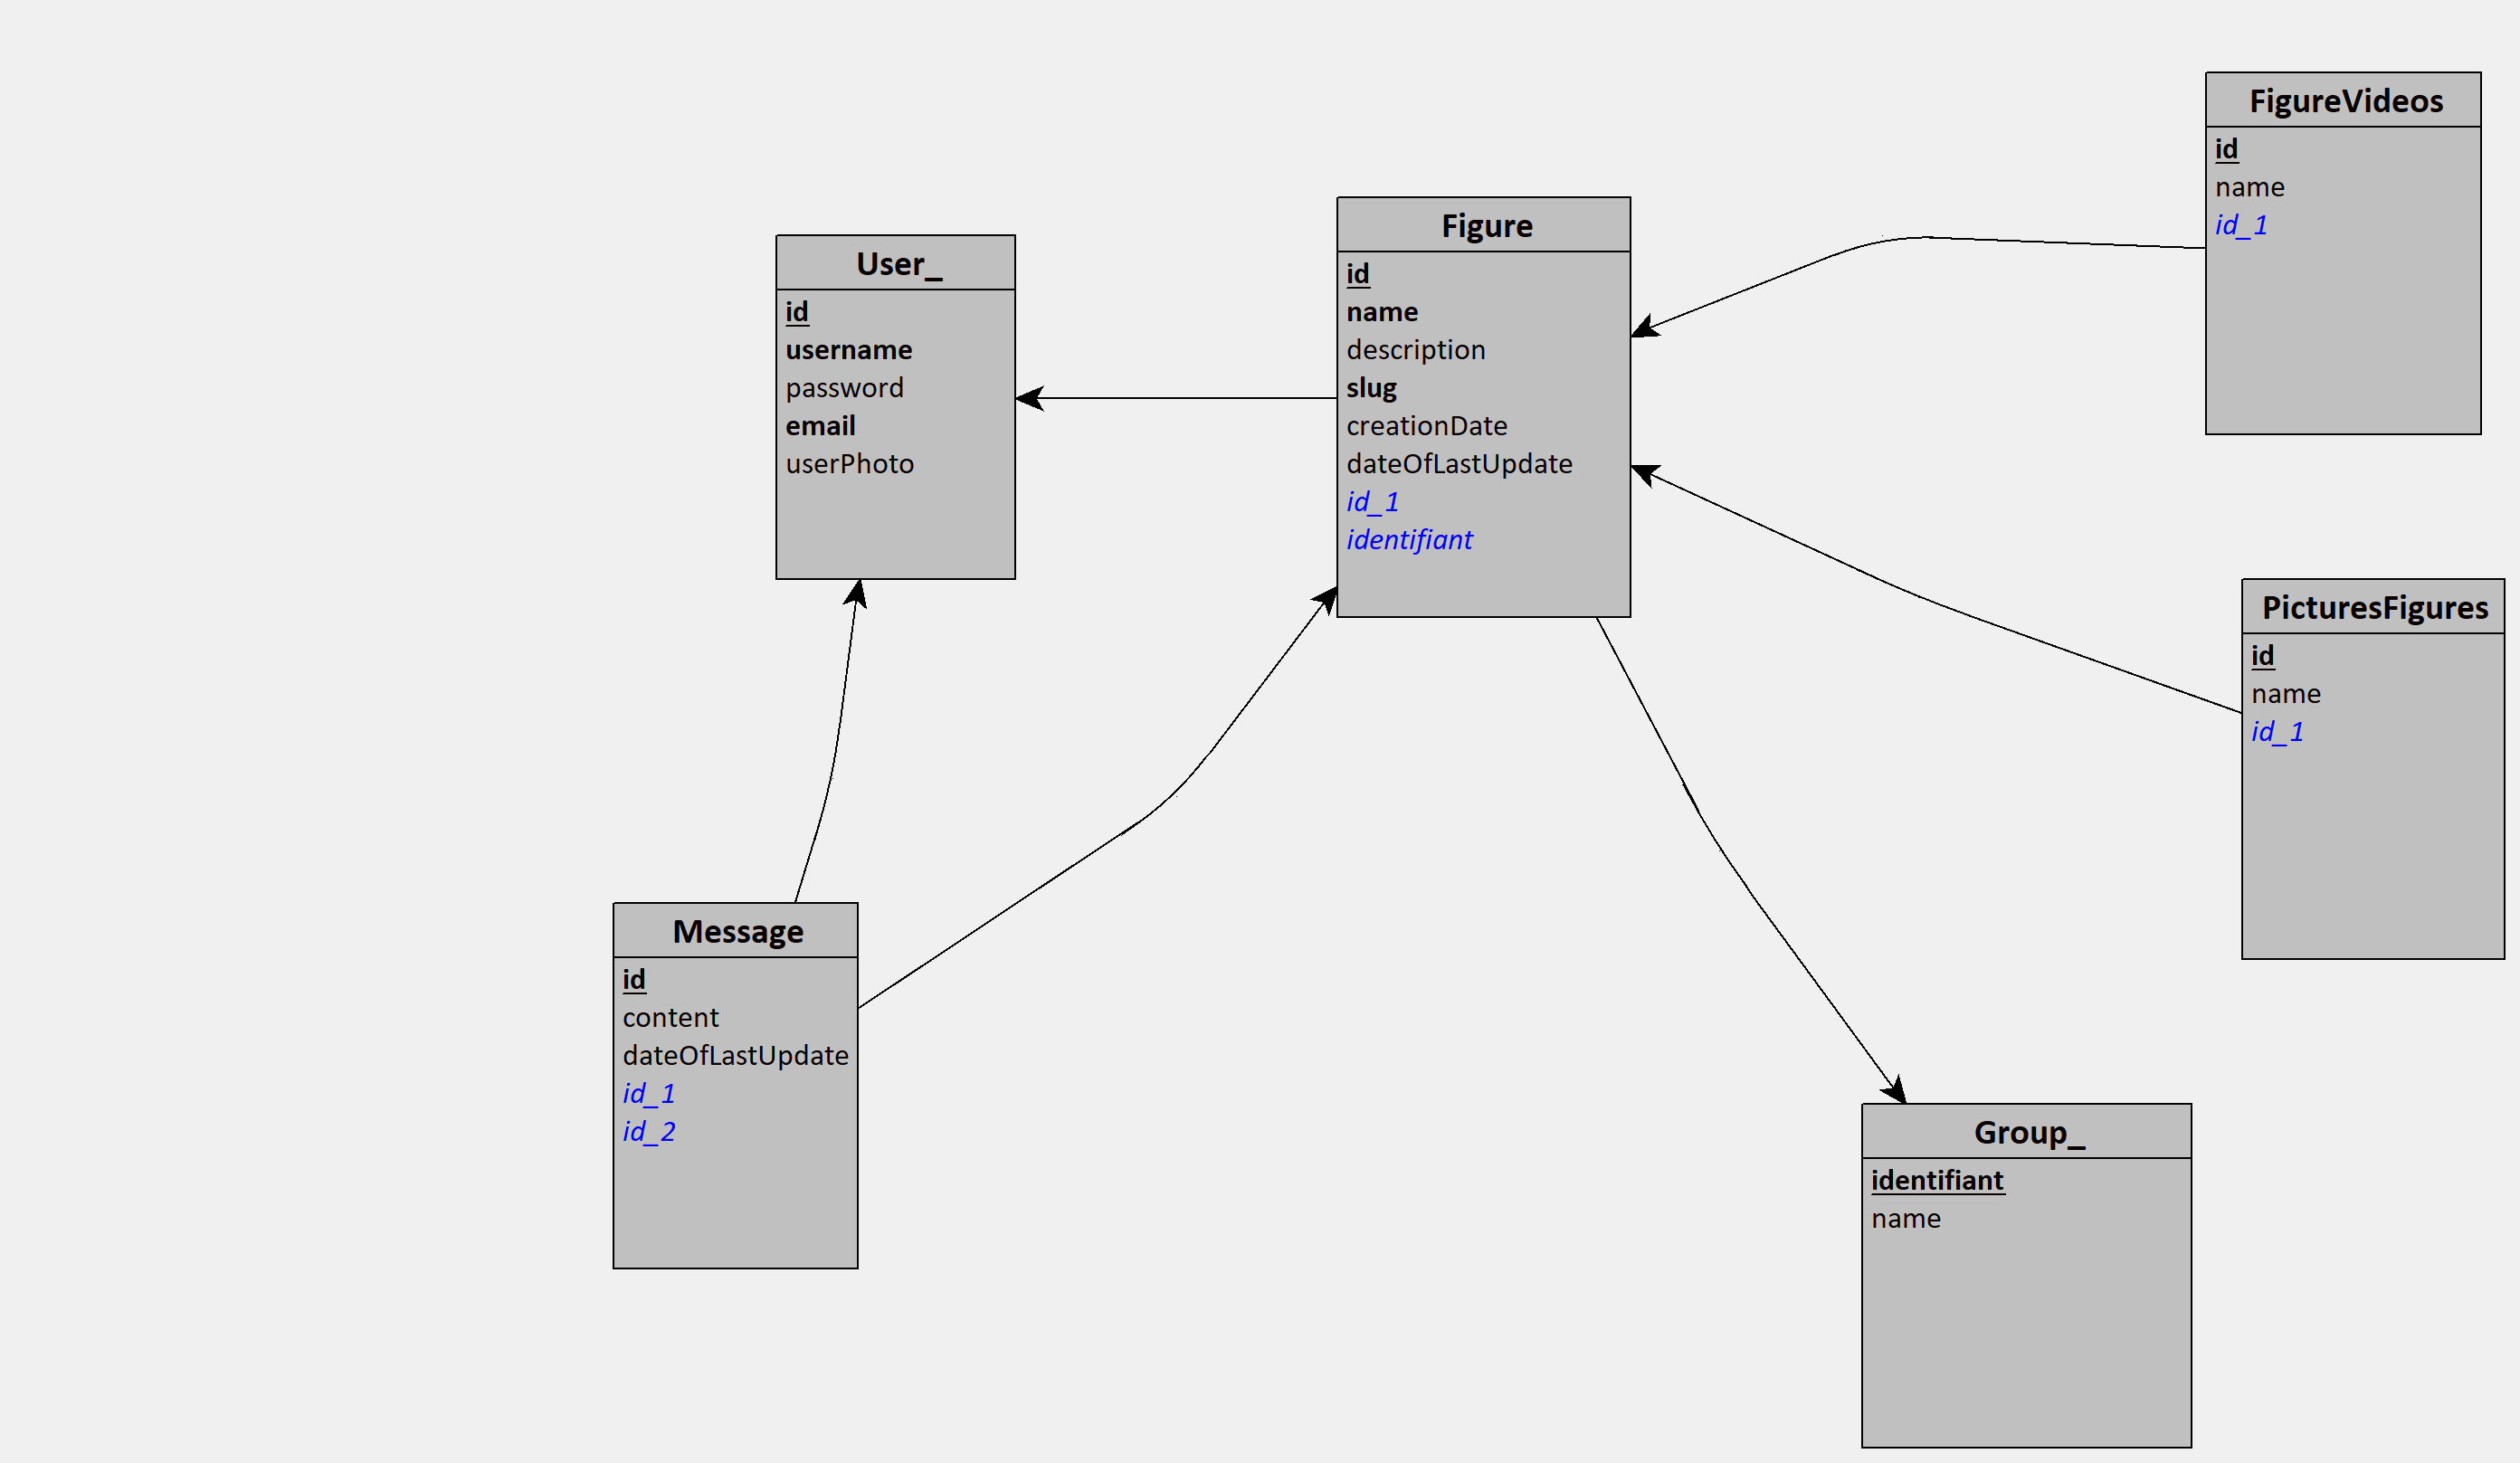 FigureVideos
id
name
id_1
Figure
id
name
description
slug
creationDate
dateOfLastUpdate
id_1
identifiant
User_
id
username
password
email
userPhoto
PicturesFigures
id
name
id_1
Message
id
content
dateOfLastUpdate
id_1
id_2
Group_
identifiant
name